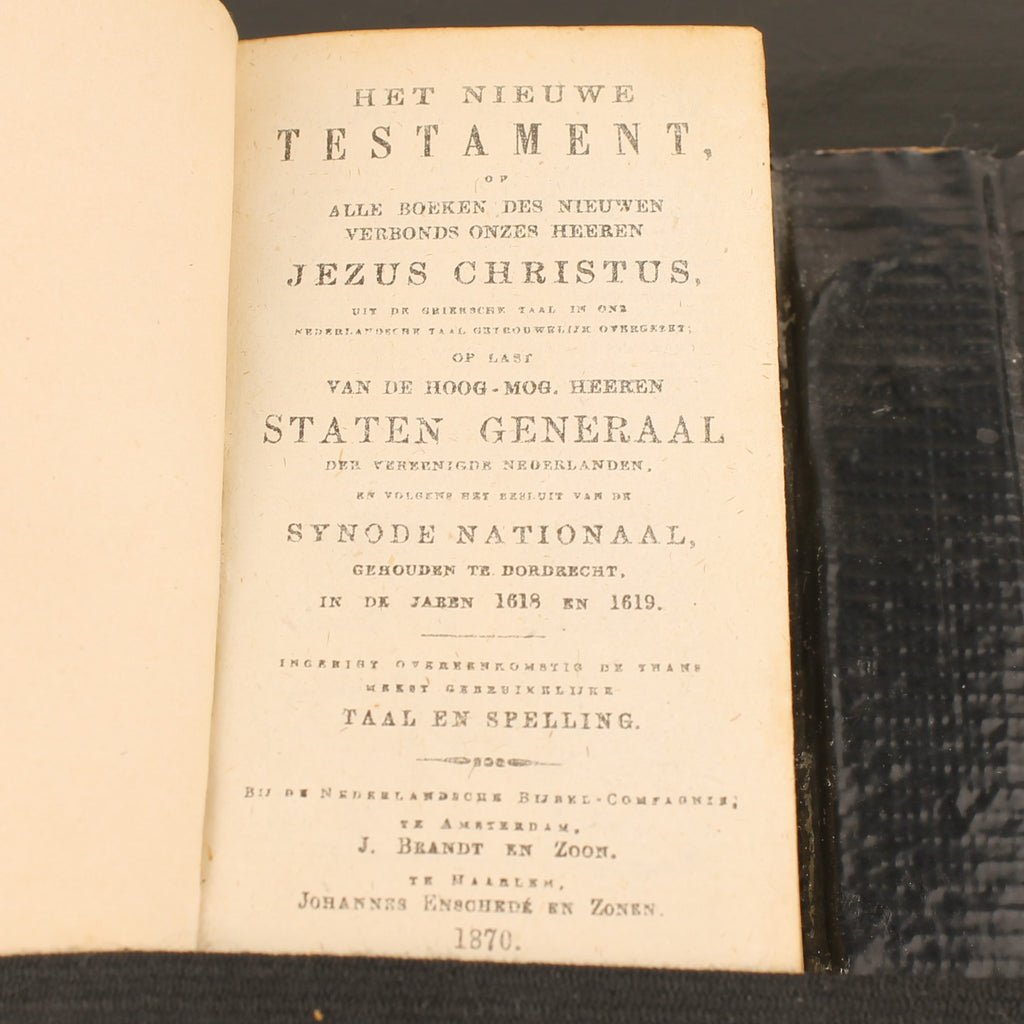 HET NIEUWE
TESTAMENT,
OF
ALLE BOEKEN DES NIEUWEN
VERBONDS ONZES HEEREN
JEZUS CHRISTUS,
UIT DE GRIEKSCHE TAAL IN ONZE
NEDERLANDSCHE TAAL GETROUWELIJK OVERGEZET;
OP LAST
VAN DE HOOG-MOG. HEEREN
STATEN GENERAAL
DER VEREENIGDE NEDERLANDEN,
EN VOLGENS HET BESLUIT VAN DE
SYNODE NATIONAAL,
GEHOUDEN TE DORDRECHT,
IN DE JAREN 1618 EN 1619.
INGERIGT OVEREENKOMSTIG DE THANS
MEEST GEBRUIKELIJKE
TAAL EN SPELLING.
BIJ DE NEDERLANDSCHE BIJBEL-COMPAGNIE,
TE AMSTERDAM,
J. BRANDT EN ZOON.
TE HAARLEM,
JOHANNES ENSCHEDÉ EN ZONEN.
1870.